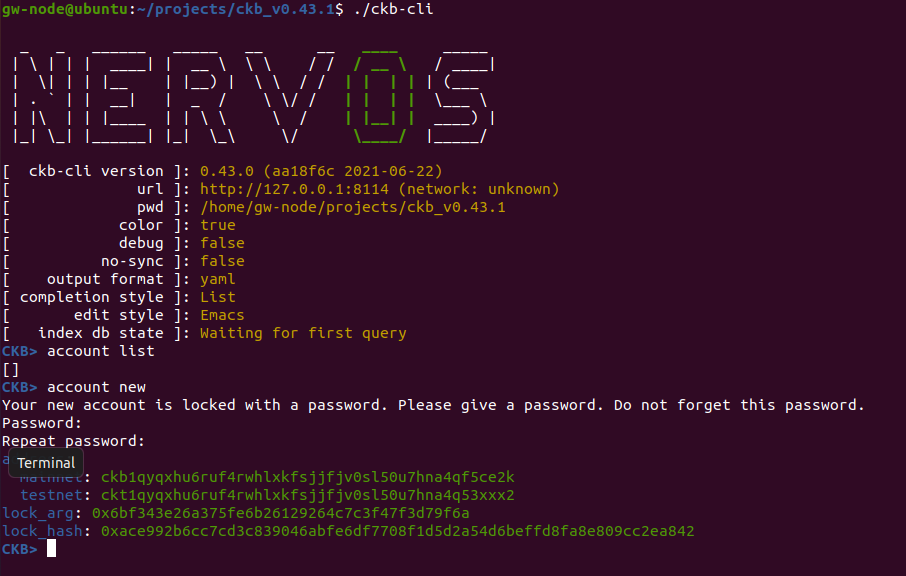 gw-node@ubuntu:~/projects/ckb_v0.43.1$ ./ckb-cli
NERVOS
[  ckb-cli version ]: 0.43.0 (aa18f6c 2021-06-22)
[              url ]: http://127.0.0.1:8114 (network: unknown)
[              pwd ]: /home/gw-node/projects/ckb_v0.43.1
[            color ]: true
[            debug ]: false
[          no-sync ]: false
[    output format ]: yaml
[ completion style ]: List
[       edit style ]: Emacs
[   index db state ]: Waiting for first query
CKB> account list
[]
CKB> account new
Your new account is locked with a password. Please give a password. Do not forget this password.
Password:
Repeat password:
Terminal
mainnet: ckb1qyqxhu6ruf4rwhlxkfsjjfjv0sl50u7hna4qf5ce2k
testnet: ckt1qyqxhu6ruf4rwhlxkfsjjfjv0sl50u7hna4q53xxx2
lock_arg: 0x6bf343e26a375fe6b26129264c7c3f47f3d79f6a
lock_hash: 0xace992b6cc7cd3c839046abfe6df7708f1d5d2a54d6beffd8fa8e809cc2ea842
CKB>